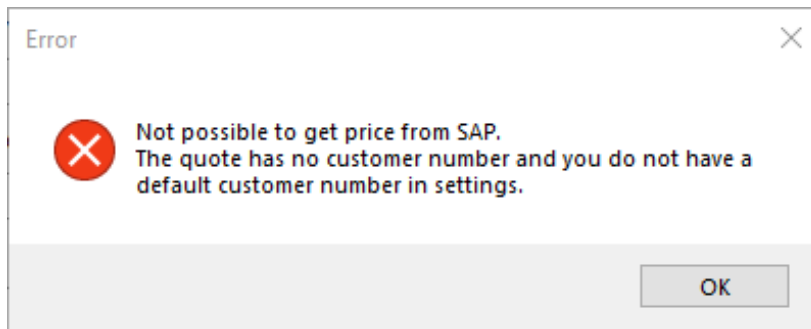 Error
Not possible to get price from SAP.
The quote has no customer number and you do not have a
default customer number in settings.
OK